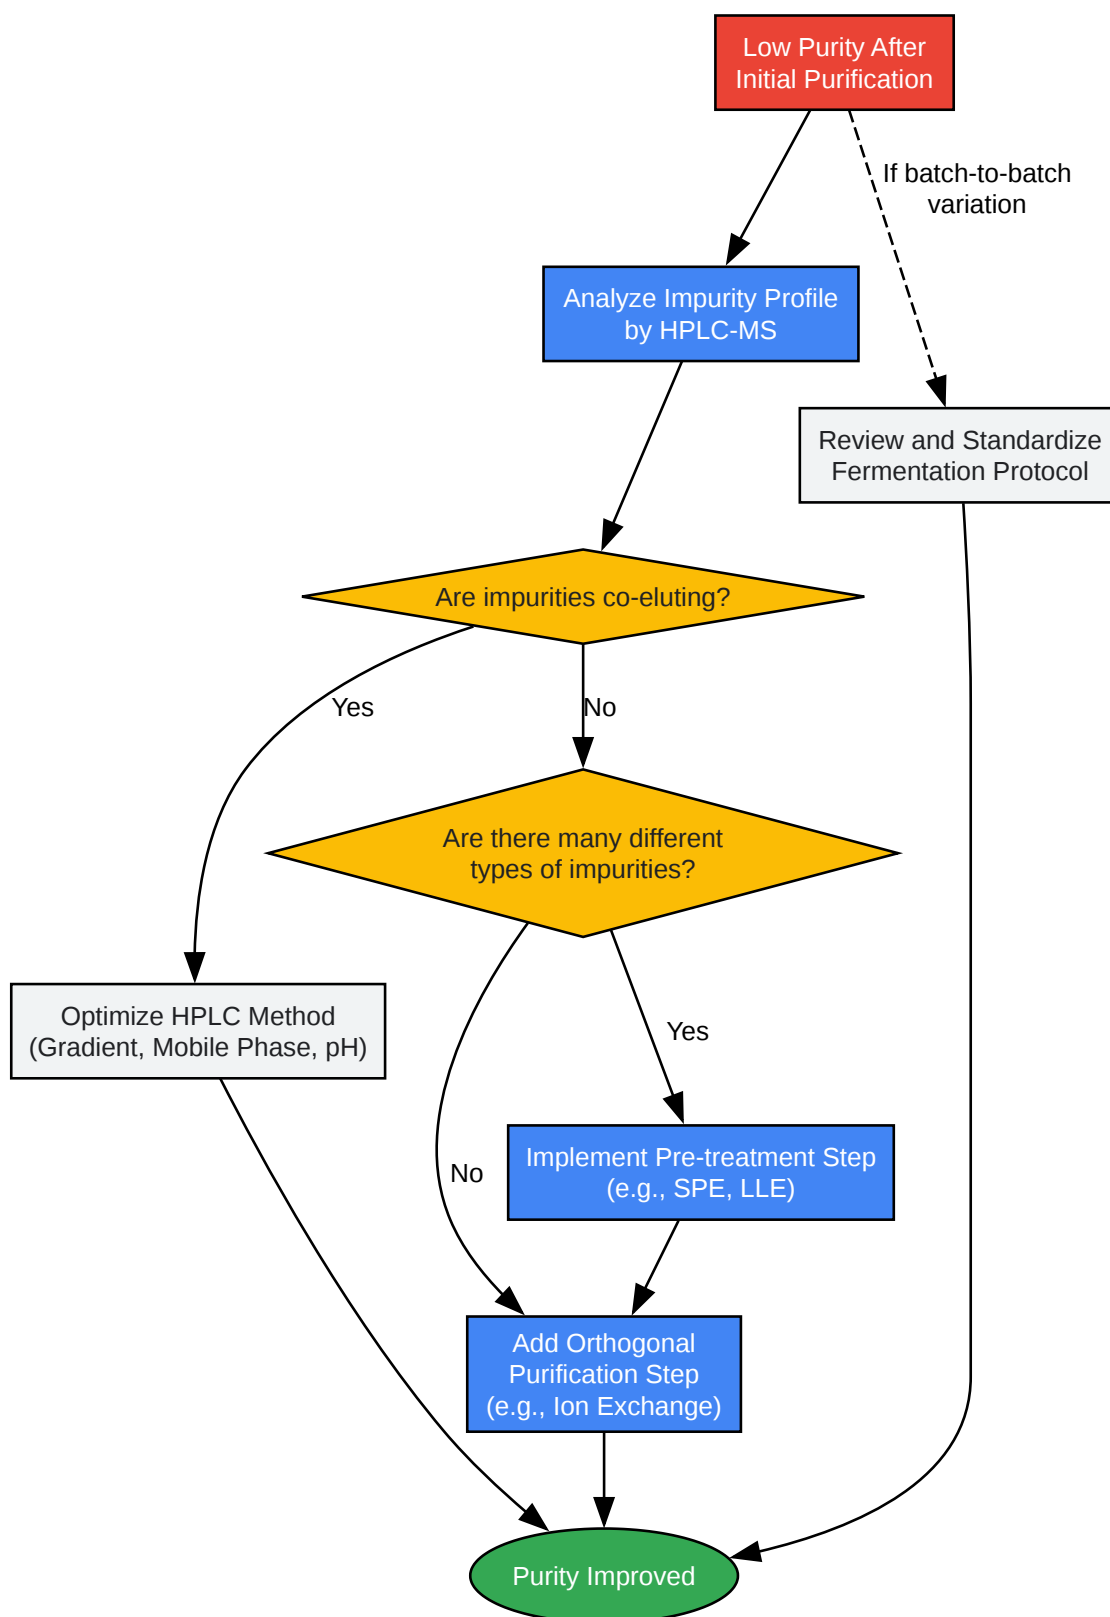 Low Purity After
Initial Purification
If batch-to-batch
variation
Analyze Impurity Profile
by HPLC-MS
Review and Standardize
Fermentation Protocol
Are impurities co-eluting?
Yes
No
Are there many different
types of impurities?
Optimize HPLC Method
(Gradient, Mobile Phase, pH)
Yes
No
Implement Pre-treatment Step
(e.g., SPE, LLE)
Add Orthogonal
Purification Step
(e.g., Ion Exchange)
Purity Improved